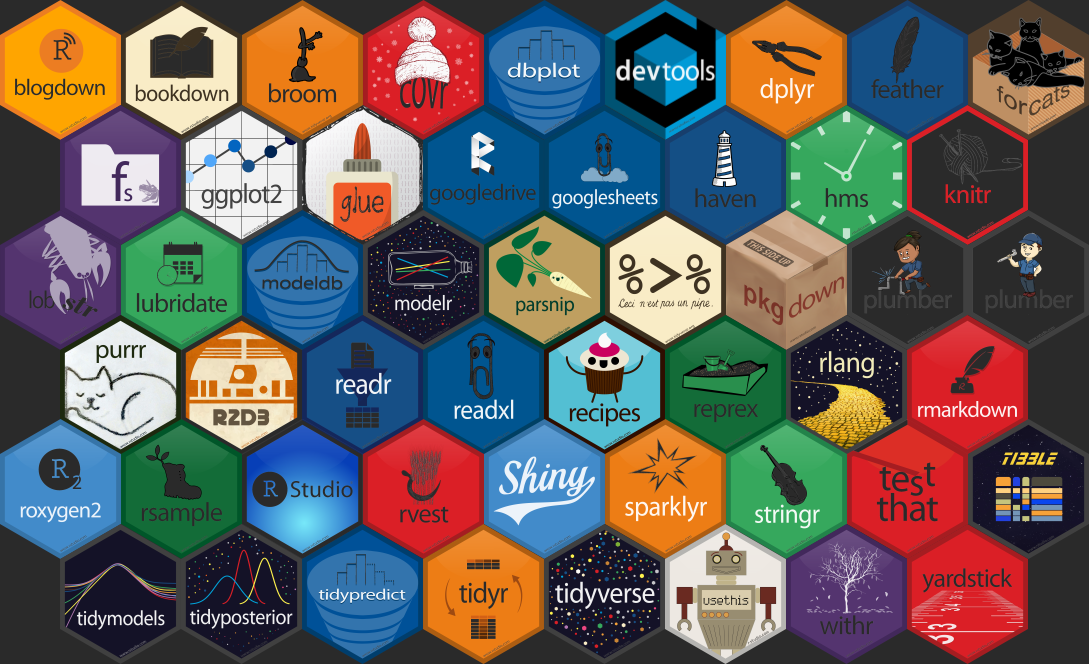 R
blogdown
bookdown
broom
covr
dbplot
devtools
dplyr
feather
forcats
fs
ggplot2
glue
googledrive
googlesheets
haven
hms
knitr
lobstr
lubridate
modeldb
modelr
parsnip
%>%
Ceci n'est pas un pipe.
THIS SIDE UP
pkgdown
plumber
plumber
purrr
R2D3
readr
readxl
recipes
reprex
rlang
rmarkdown
R2
roxygen2
rsample
R Studio
rvest
Shiny
sparklyr
stringr
test
that
TIBBLE
tidymodels
tidyposterior
tidypredict
tidyr
tidyverse
usethis
withr
yardstick